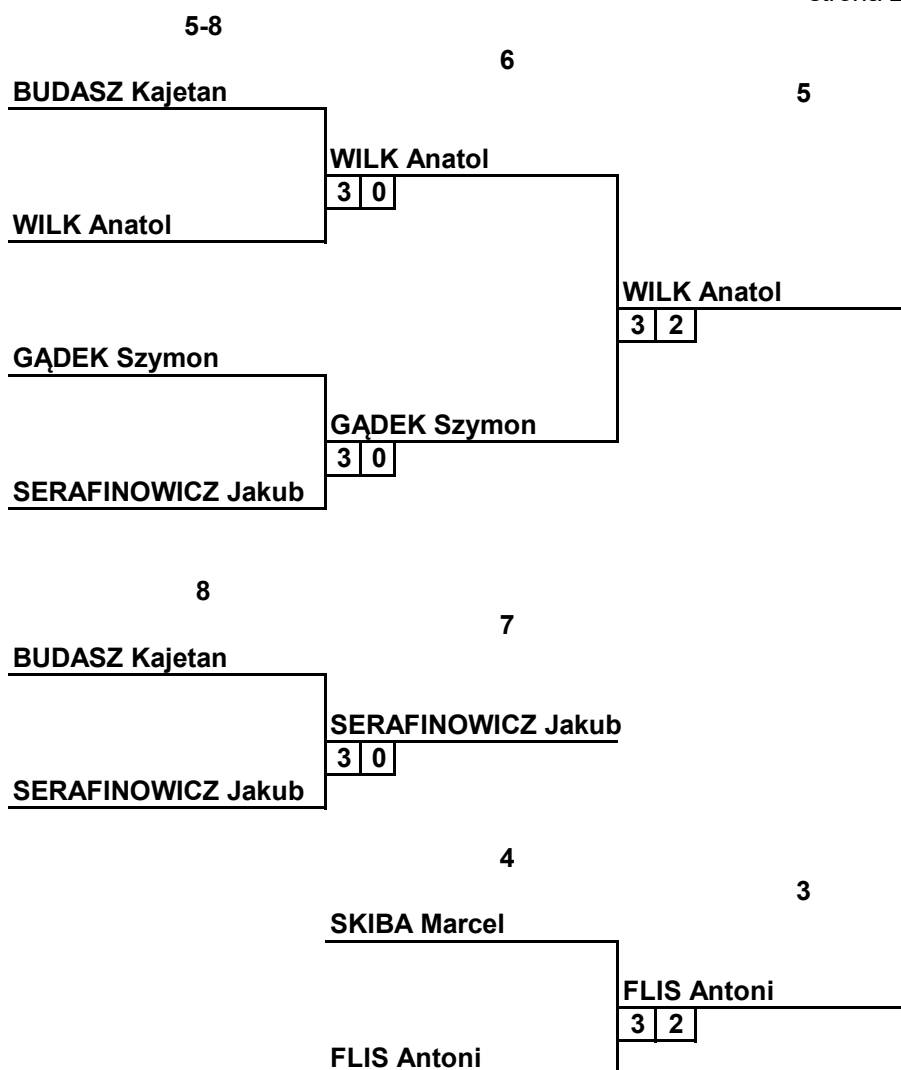 5-8
6
BUDASZ Kajetan
5
WILK Anatol
3 0
WILK Anatol
WILK Anatol
3 2
GĄDEK Szymon
GĄDEK Szymon
3 0
SERAFINOWICZ Jakub
8
7
BUDASZ Kajetan
SERAFINOWICZ Jakub
3 0
SERAFINOWICZ Jakub
4
3
SKIBA Marcel
FLIS Antoni
3 2
FLIS Antoni